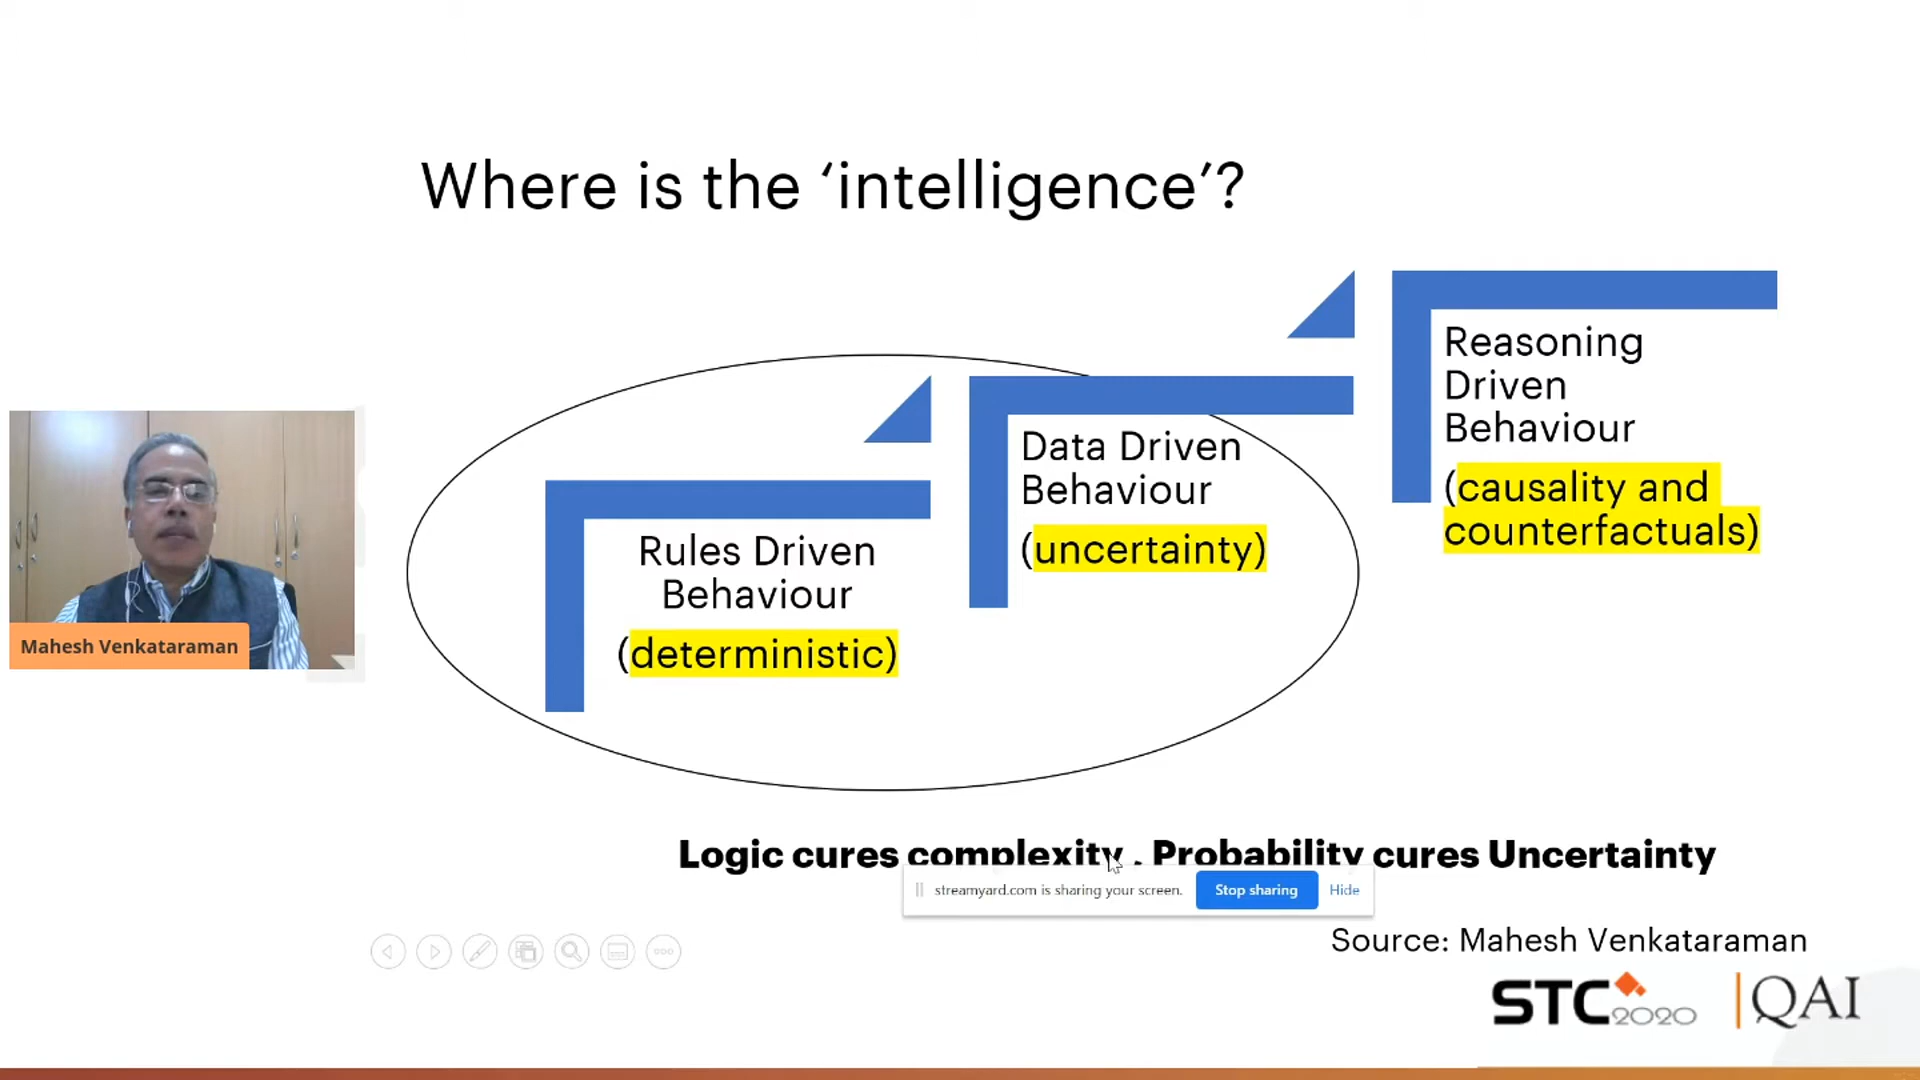 Where is the ‘intelligence’?
Reasoning
Driven
Behaviour
(causality and
counterfactuals)
Data Driven
Behaviour
(uncertainty)
Rules Driven
Behaviour
(deterministic)
Mahesh Venkataraman
Logic cures complexity . Probability cures Uncertainty
streamyard.com is sharing your screen.
Stop sharing
Hide
Source: Mahesh Venkataraman
STC 2020
QAI